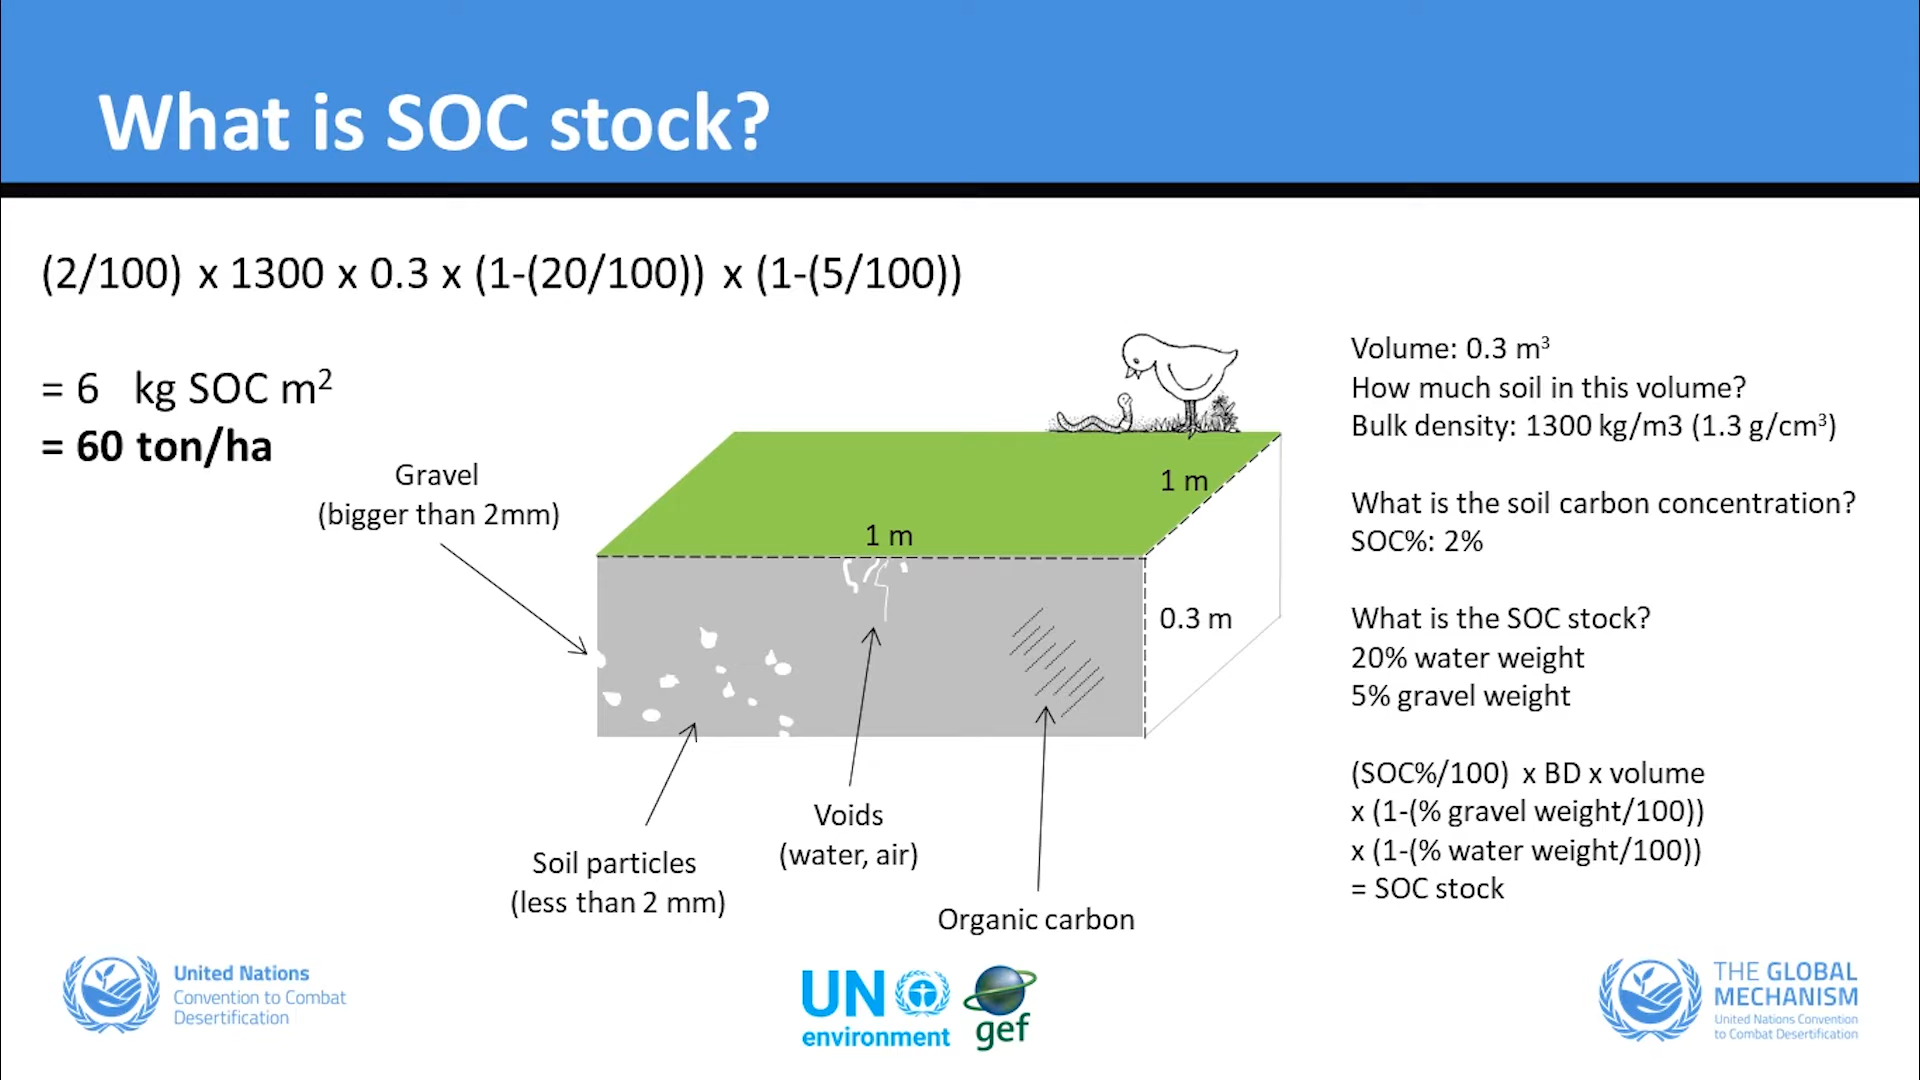 What is SOC stock?
(2/100) x 1300 x 0.3 x (1-(20/100)) x (1-(5/100))
= 6 kg SOC m²
= 60 ton/ha
Gravel
(bigger than 2mm)
1 m
1 m
0.3 m
Soil particles
(less than 2 mm)
Voids
(water, air)
Organic carbon
Volume: 0.3 m³
How much soil in this volume?
Bulk density: 1300 kg/m3 (1.3 g/cm³)
What is the soil carbon concentration?
SOC%: 2%
What is the SOC stock?
20% water weight
5% gravel weight
(SOC%/100) x BD x volume
x (1-(% gravel weight/100))
x (1-(% water weight/100))
= SOC stock
United Nations
Convention to Combat
Desertification
UN
environment
gef
THE GLOBAL
MECHANISM
United Nations Convention
to Combat Desertification